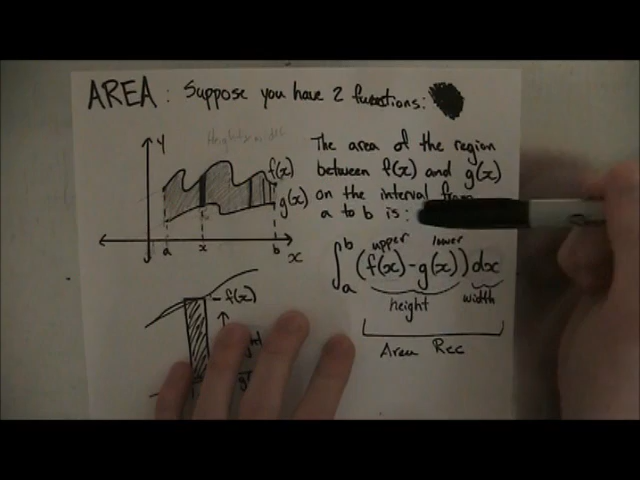 AREA: Suppose you have 2 functions:
y
f(x)
g(x)
a
x
b
x
The area of the region
between f(x) and g(x)
on the interval from
a to b is:
upper lower
∫ₐᵇ (f(x)-g(x))dx
height width
Area Rec
f(x)